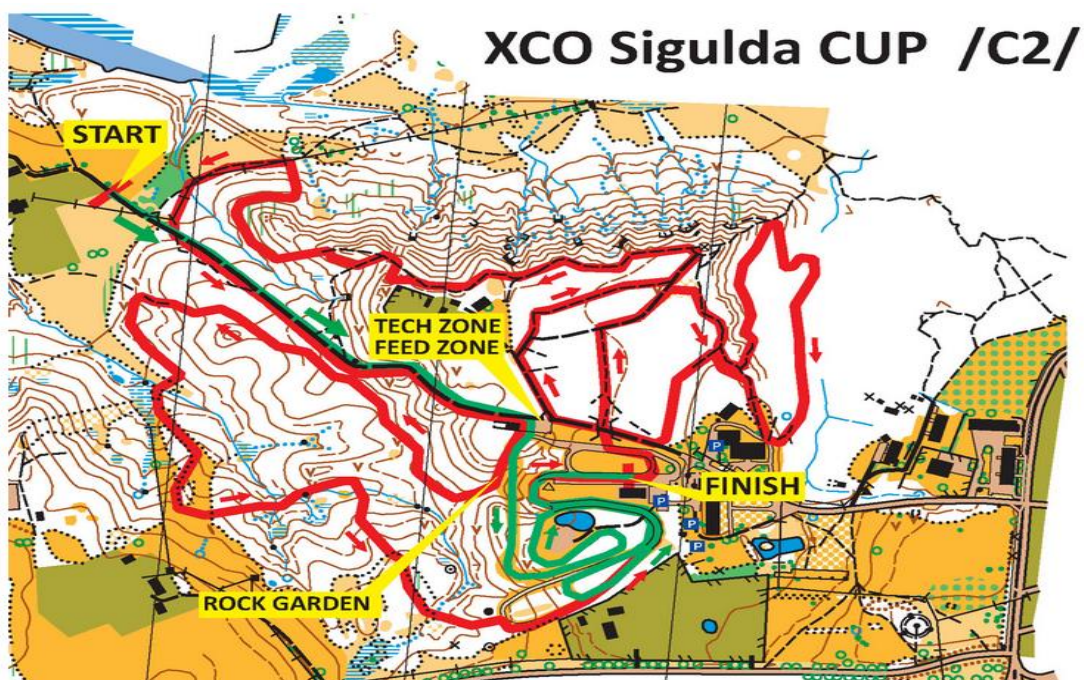 XCO Sigulda CUP /C2/
START
TECH ZONE
FEED ZONE
P
FINISH
P
P
P
ROCK GARDEN